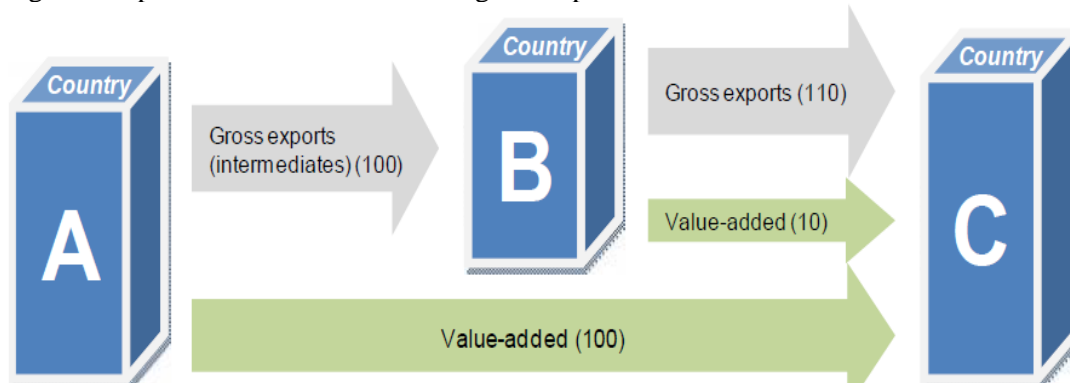 Country
A
Gross exports
(intermediates) (100)
Country
B
Gross exports (110)
Value-added (10)
Country
C
Value-added (100)